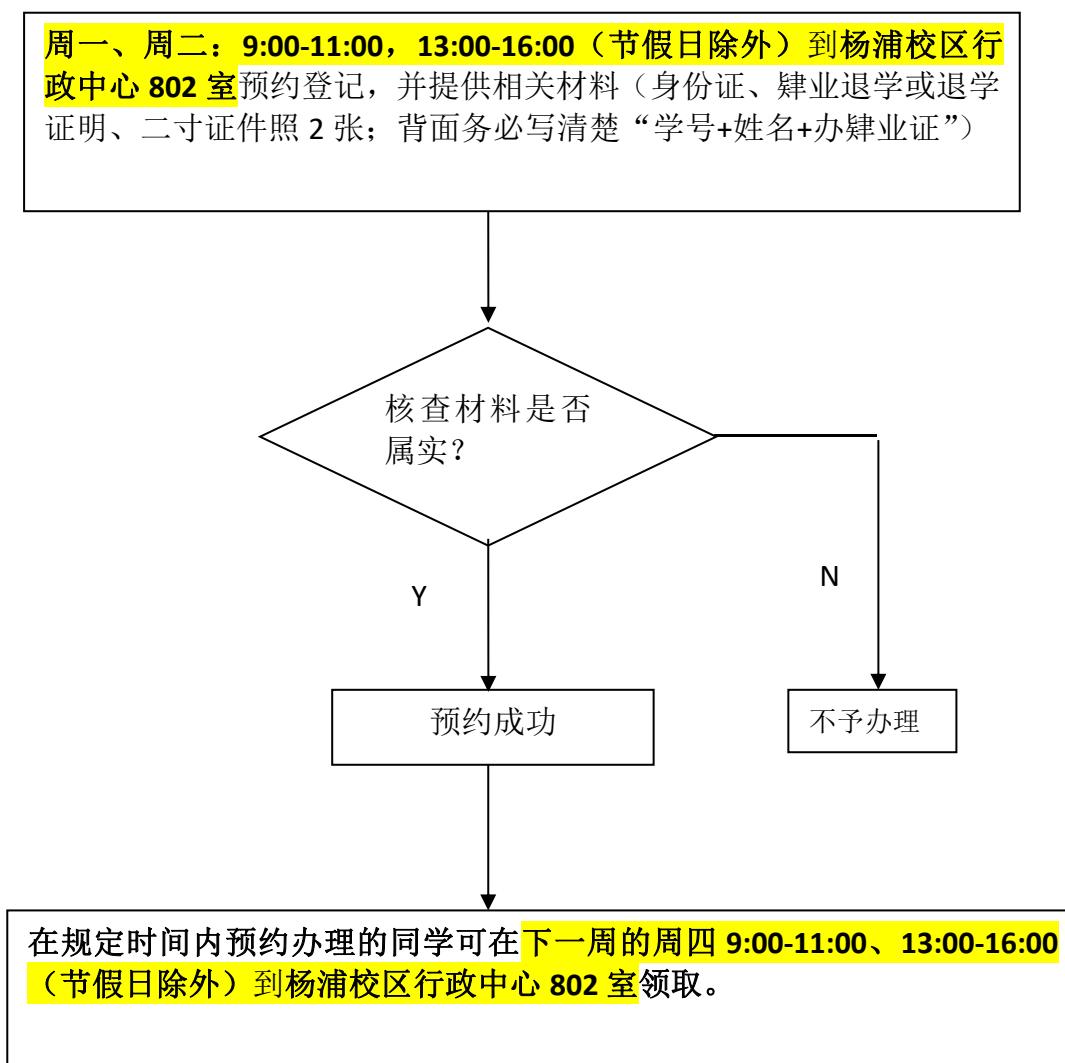 周一、周二：9:00-11:00，13:00-16:00（节假日除外）到杨浦校区行
政中心 802 室预约登记，并提供相关材料（身份证、肄业退学或退学
证明、二寸证件照 2 张；背面务必写清楚“学号+姓名+办肄业证”）
核查材料是否
属实？
Y
N
预约成功
不予办理
在规定时间内预约办理的同学可在下一周的周四 9:00-11:00、13:00-16:00
（节假日除外）到杨浦校区行政中心 802 室领取。